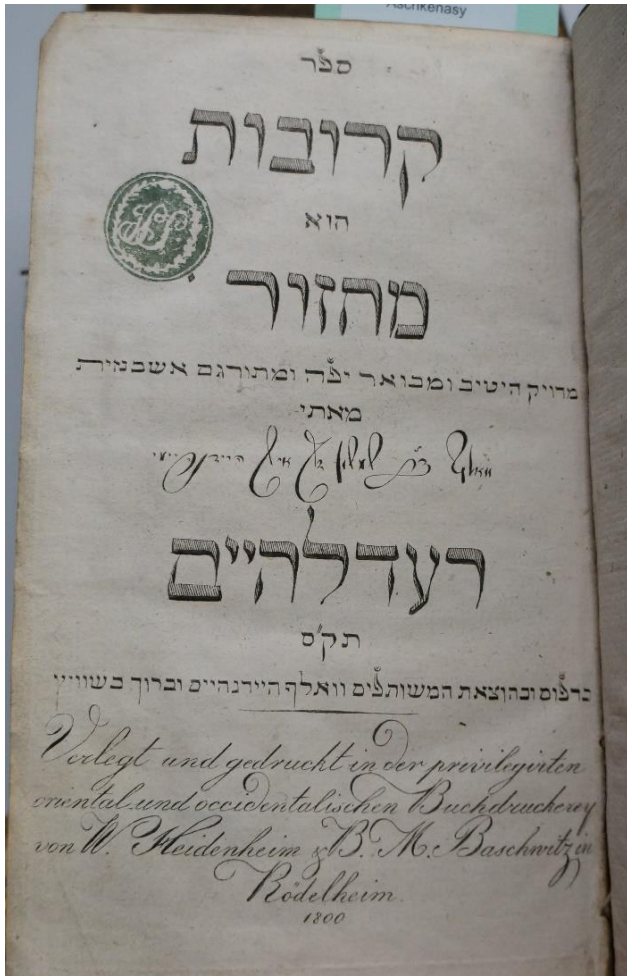 Aschkenasy
ספר
קרובות
הוא
מחזור
מדויק היטיב ומבואר יפה ומתורגם אשכנזית
מאתי
רעדלהיים
תק״ס
בדפוס ובהוצאת המשותפים וואלף היידנהיים וברוך בשוויץ
Verlegt und gedruckt in der privilegirten
oriental und occidentalischen Buchdruckerey
von W. Heidenheim & B. M. Baschwitz in
Rödelheim.
1800